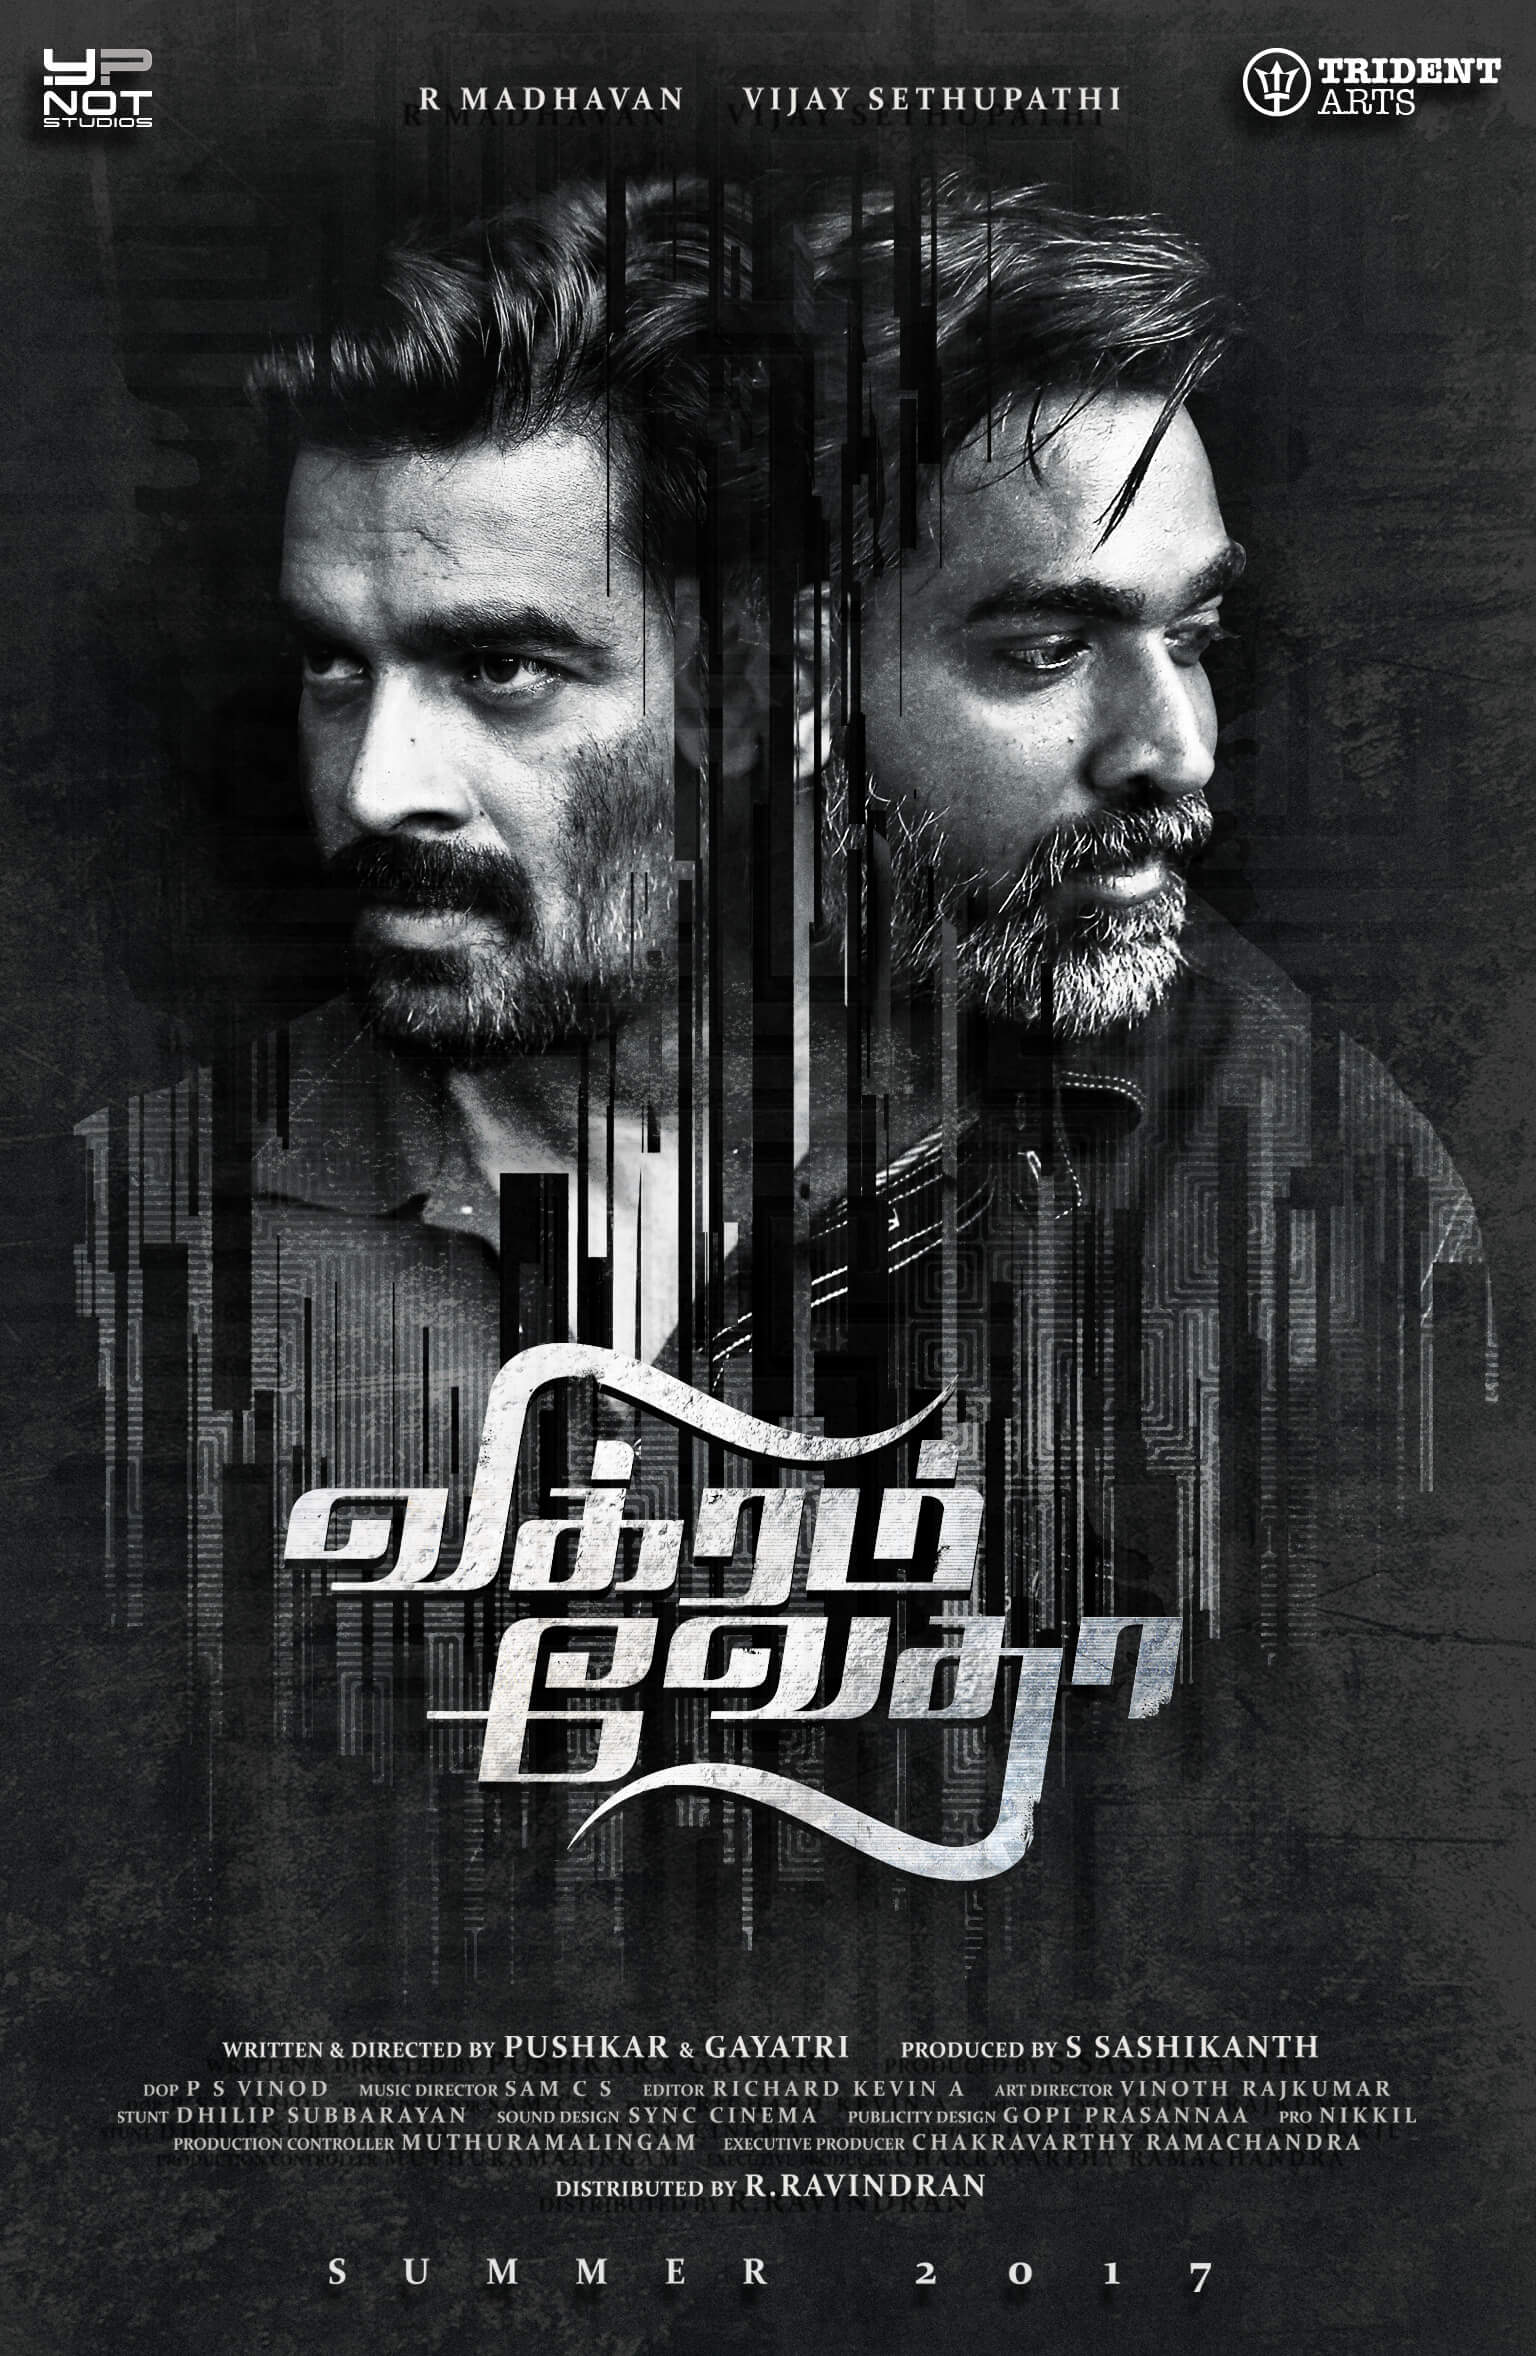 YP
NOT
STUDIOS
R MADHAVAN VIJAY SETHUPATHI
TRIDENT
ARTS
விக்ரம்
வேதா
WRITTEN & DIRECTED BY PUSHKAR & GAYATRI PRODUCED BY S SASHIKANTH
DOP P S VINOD MUSIC DIRECTOR SAM C S EDITOR RICHARD KEVIN A ART DIRECTOR VINOTH RAJKUMAR
STUNT DHILIP SUBBARAYAN SOUND DESIGN SYNC CINEMA PUBLICITY DESIGN GOPI PRASANNAA PRO NIKKIL
PRODUCTION CONTROLLER MUTHURAMALINGAM EXECUTIVE PRODUCER CHAKRAVARTHY RAMACHANDRA
DISTRIBUTED BY R.RAVINDRAN
SUMMER 2017